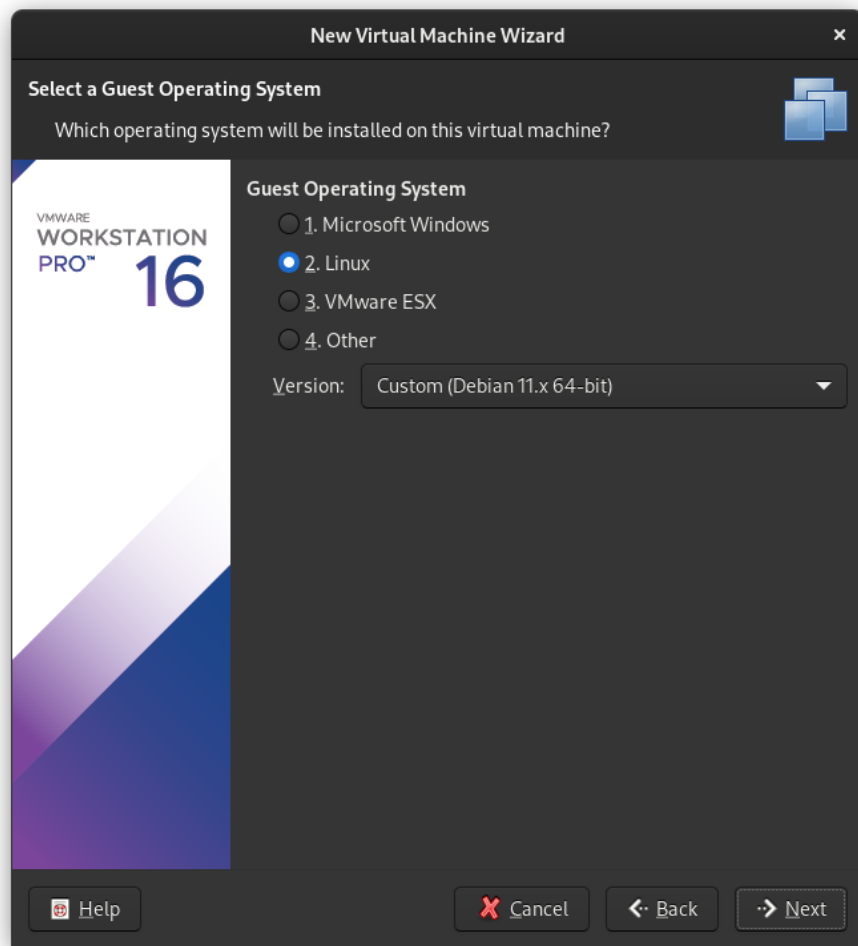 New Virtual Machine Wizard
Select a Guest Operating System
Which operating system will be installed on this virtual machine?
VMWARE
WORKSTATION
PRO™ 16
Guest Operating System
1. Microsoft Windows
2. Linux
3. VMware ESX
4. Other
Version: Custom (Debian 11.x 64-bit)
Help Cancel Back Next